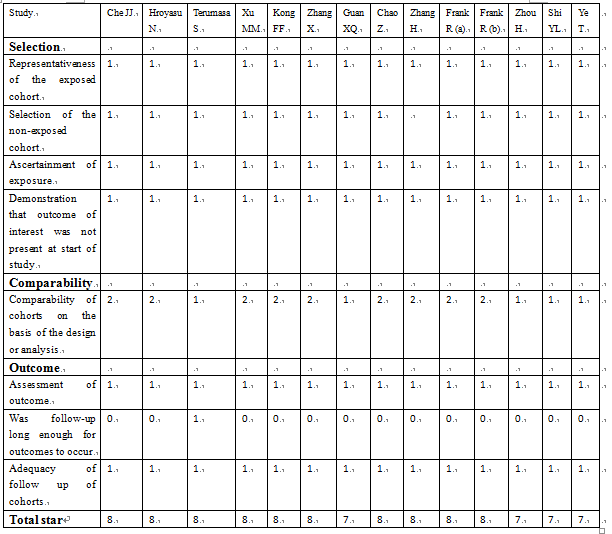 Study Che JJ Hroyasu Terumasa Xu Kong Zhang Guan Chao Zhang Frank Frank Zhou Shi Ye
N S MM FF X XQ Z H R (a) R (b) H YL T
Selection
Representativeness 1 1 1 1 1 1 1 1 1 1 1 1 1 1
of the exposed
cohort
Selection of the 1 1 1 1 1 1 1 1 1 1 1 1 1
non-exposed
cohort
Ascertainment of 1 1 1 1 1 1 1 1 1 1 1 1 1 1
exposure
Demonstration 1 1 1 1 1 1 1 1 1 1 1 1 1 1
that outcome of
interest was not
present at start of
study
Comparability
Comparability of 2 2 1 2 2 2 1 2 2 2 2 1 1 1
cohorts on the
basis of the design
or analysis
Outcome
Assessment of 1 1 1 1 1 1 1 1 1 1 1 1 1 1
outcome
Was follow-up 0 0 1 0 0 0 0 0 0 0 0 0 0 0
long enough for
outcomes to occur
Adequacy of 1 1 1 1 1 1 1 1 1 1 1 1 1 1
follow up of
cohorts
Total star 8 8 8 8 8 8 7 8 8 8 8 7 7 7